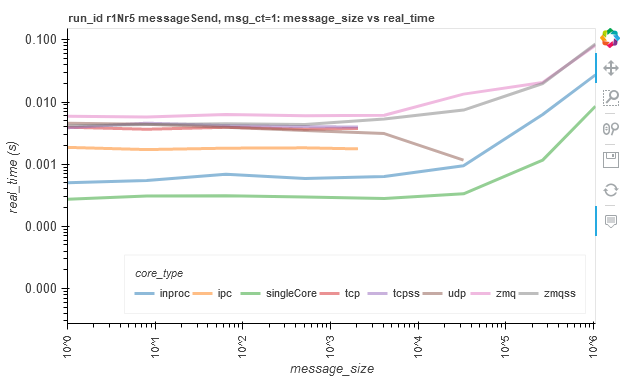 run_id r1Nr5 messageSend, msg_ct=1: message_size vs real_time
0.100
0.010
0.001
0.000
0.000
real_time (s)
core_type
inproc ipc singleCore tcp tcpss udp zmq zmqss
10^0 10^1 10^2 10^3 10^4 10^5 10^6
message_size